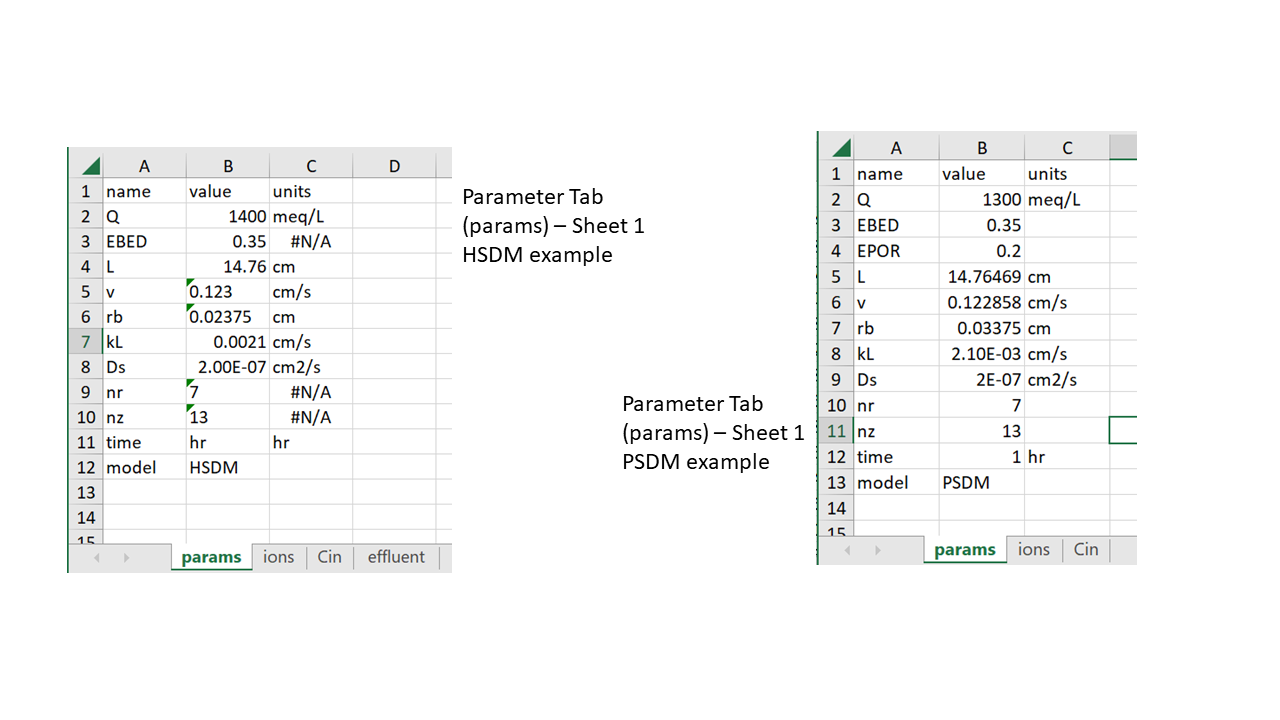 A B C D
1 name value units
2 Q 1400 meq/L
3 EBED 0.35 #N/A
4 L 14.76 cm
5 v 0.123 cm/s
6 rb 0.02375 cm
7 kL 0.0021 cm/s
8 Ds 2.00E-07 cm2/s
9 nr 7 #N/A
10 nz 13 #N/A
11 time hr hr
12 model HSDM
13
14
15
params ions Cin effluent
Parameter Tab
(params) – Sheet 1
HSDM example
Parameter Tab
(params) – Sheet 1
PSDM example
A B C
1 name value units
2 Q 1300 meq/L
3 EBED 0.35
4 EPOR 0.2
5 L 14.76469 cm
6 v 0.122858 cm/s
7 rb 0.03375 cm
8 kL 2.10E-03 cm/s
9 Ds 2E-07 cm2/s
10 nr 7
11 nz 13
12 time 1 hr
13 model PSDM
14
15
params ions Cin